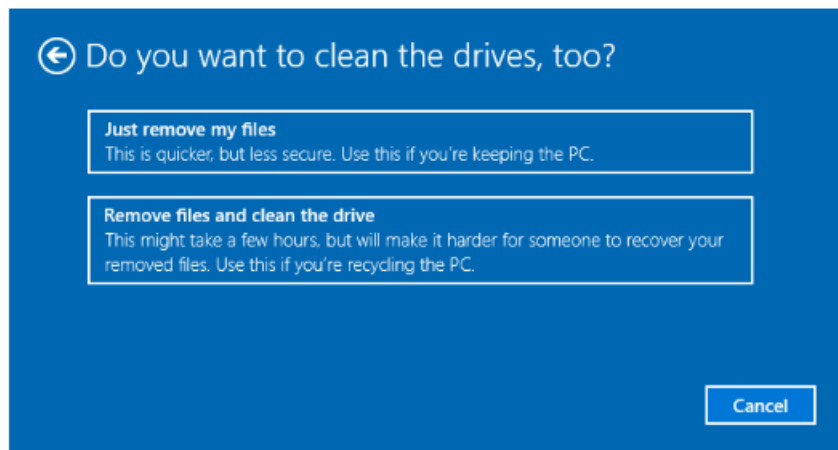 Do you want to clean the drives, too?
Just remove my files
This is quicker, but less secure. Use this if you're keeping the PC.
Remove files and clean the drive
This might take a few hours, but will make it harder for someone to recover your
removed files. Use this if you're recycling the PC.
Cancel